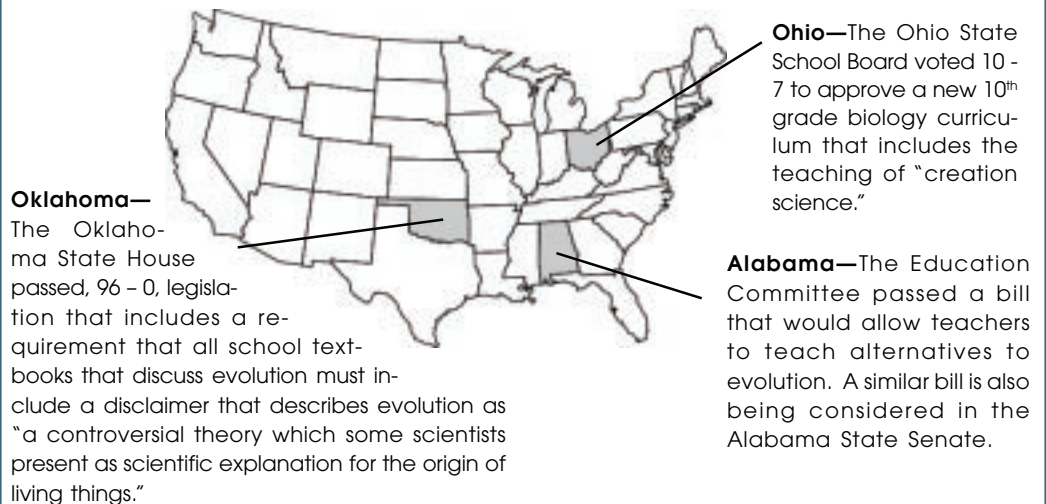 Ohio—The Ohio State
School Board voted 10 -
7 to approve a new 10th
grade biology curricu-
lum that includes the
teaching of “creation
science.”
Oklahoma—
The Oklaho-
ma State House
passed, 96 – 0, legisla-
tion that includes a re-
quirement that all school text-
books that discuss evolution must in-
clude a disclaimer that describes evolution as
“a controversial theory which some scientists
present as scientific explanation for the origin of
living things.”
Alabama—The Education
Committee passed a bill
that would allow teachers
to teach alternatives to
evolution. A similar bill is also
being considered in the
Alabama State Senate.